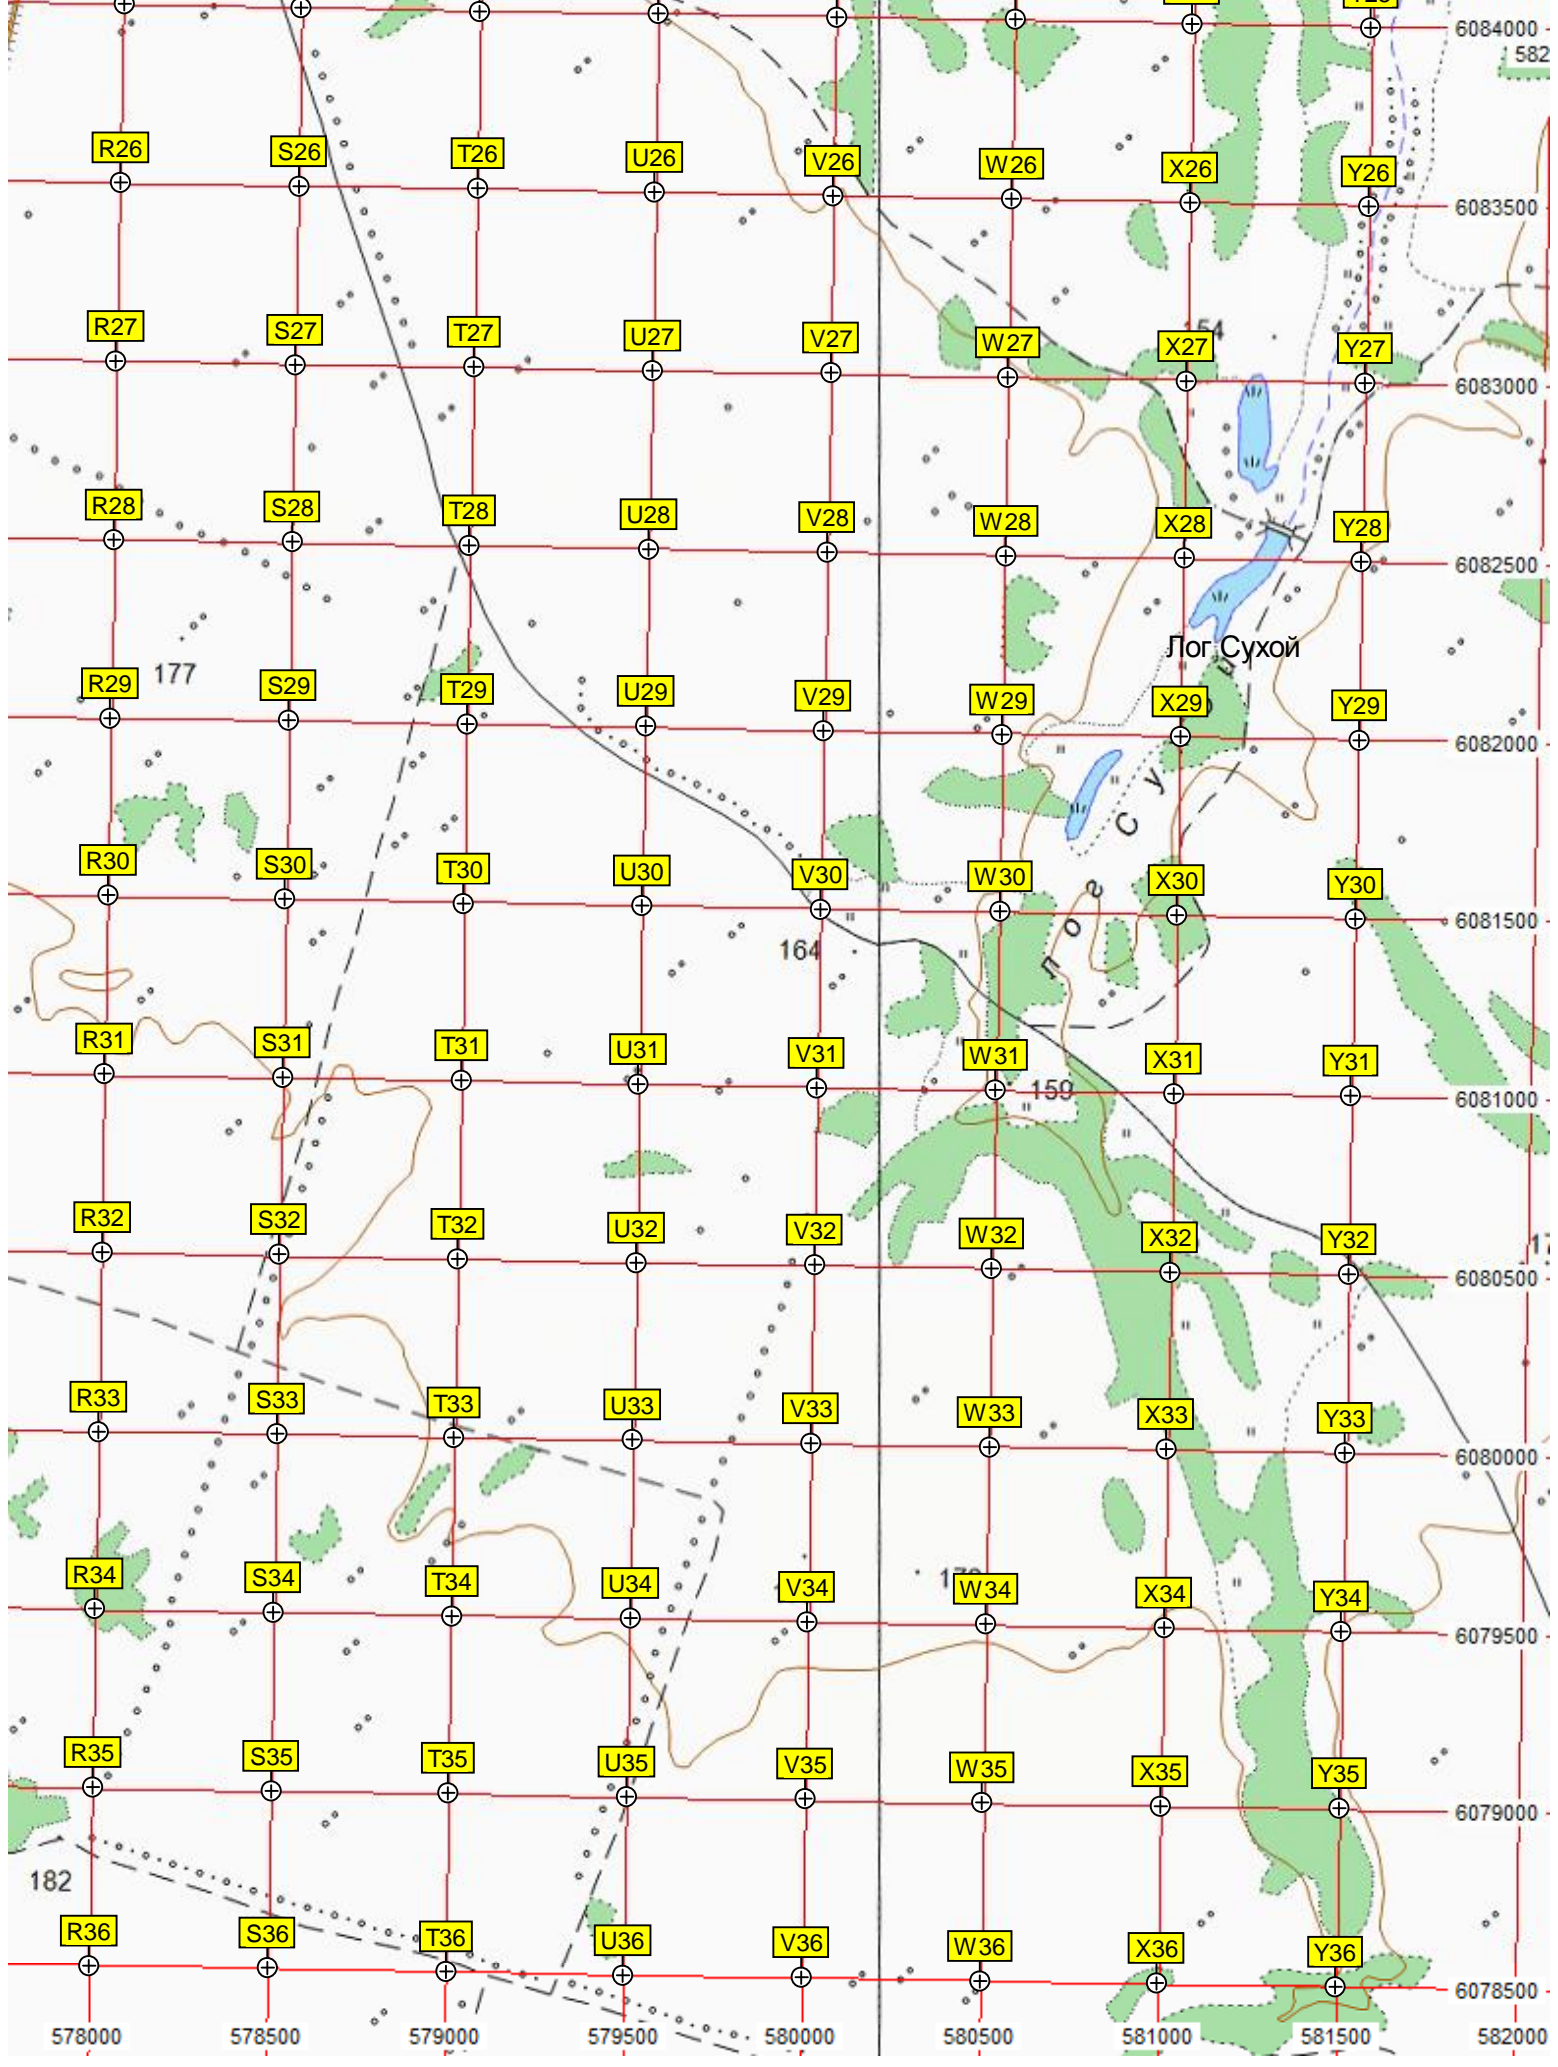 6084000
582
R26 S26 T26 U26 V26 W26 X26 Y26
6083500
R27 S27 T27 U27 V27 W27 X27 Y27
6083000
R28 S28 T28 U28 V28 W28 X28 Y28
6082500
Лог Сухой
177
R29 S29 T29 U29 V29 W29 X29 Y29
6082000
R30 S30 T30 U30 V30 W30 X30 Y30
6081500
164
R31 S31 T31 U31 V31 W31 X31 Y31
159
6081000
R32 S32 T32 U32 V32 W32 X32 Y32
6080500
R33 S33 T33 U33 V33 W33 X33 Y33
6080000
R34 S34 T34 U34 V34 W34 X34 Y34
6079500
R35 S35 T35 U35 V35 W35 X35 Y35
6079000
182
R36 S36 T36 U36 V36 W36 X36 Y36
6078500
578000 578500 579000 579500 580000 580500 581000 581500 582000